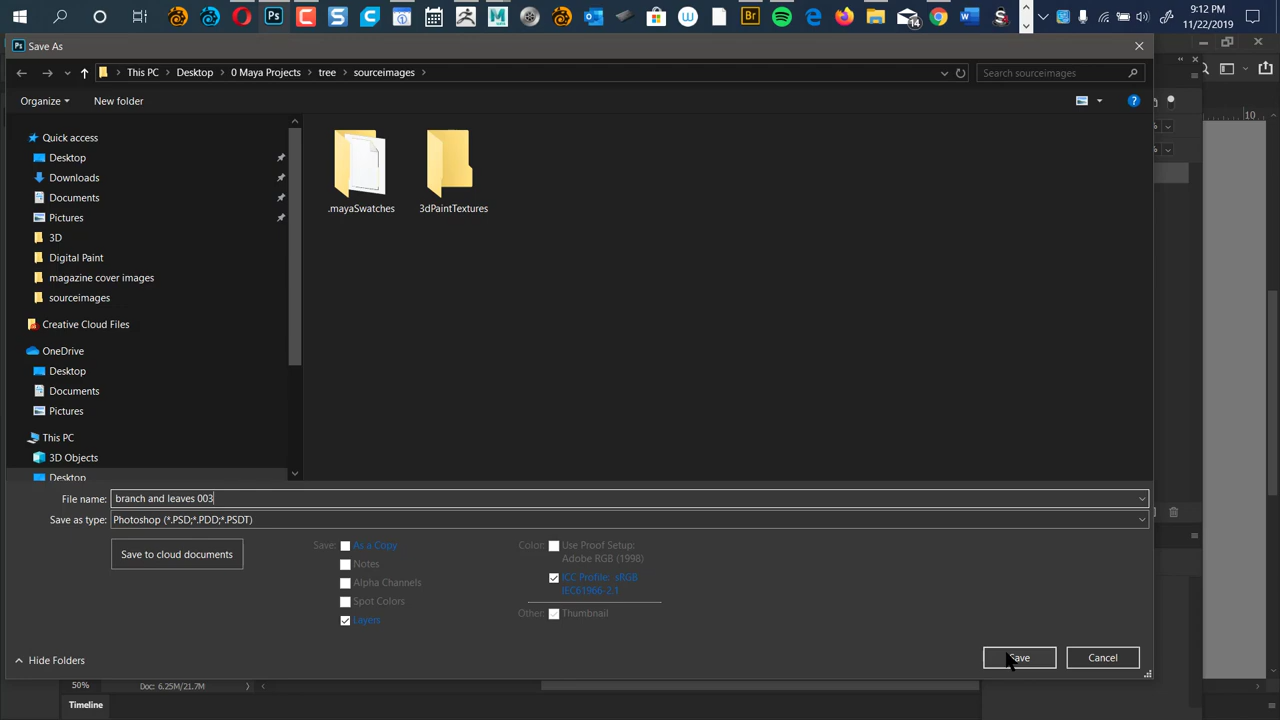 Ps
Br
14
9:12 PM
11/22/2019
Ps Save As
This PC > Desktop > 0 Maya Projects > tree > sourceimages >
Search sourceimages
Organize
New folder
?
Quick access
Desktop
Downloads
Documents
Pictures
3D
Digital Paint
magazine cover images
sourceimages
Creative Cloud Files
OneDrive
Desktop
Documents
Pictures
This PC
3D Objects
Desktop
.mayaSwatches
3dPaintTextures
10
%
%
File name: branch and leaves 003
Save as type: Photoshop (*.PSD;*.PDD;*.PSDT)
Save to cloud documents
Save:
As a Copy
Notes
Alpha Channels
Spot Colors
Layers
Color:
Use Proof Setup:
Adobe RGB (1998)
ICC Profile: sRGB
IEC61966-2.1
Other:
Thumbnail
Hide Folders
Save
Cancel
50%
Doc: 6.25M/21.7M
Timeline